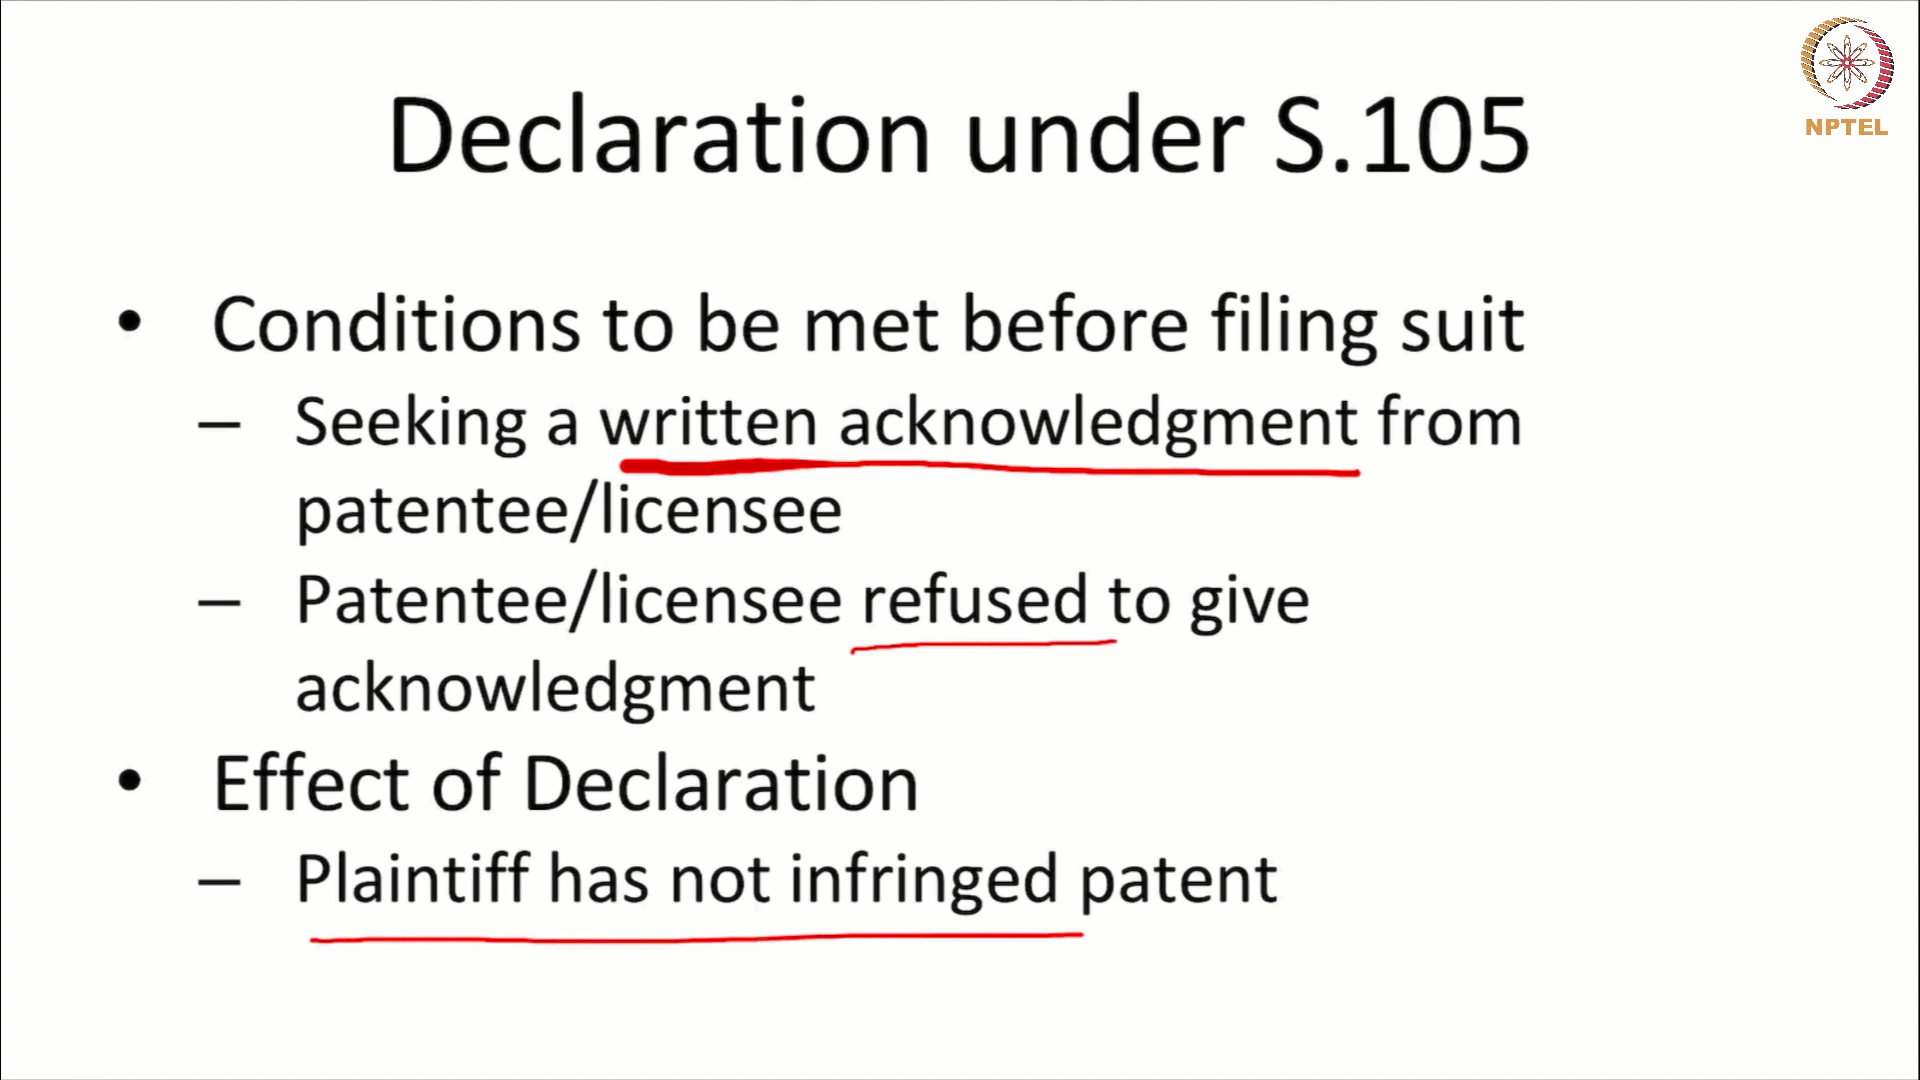 NPTEL
Declaration under S.105
• Conditions to be met before filing suit
– Seeking a written acknowledgment from
patentee/licensee
– Patentee/licensee refused to give
acknowledgment
• Effect of Declaration
– Plaintiff has not infringed patent